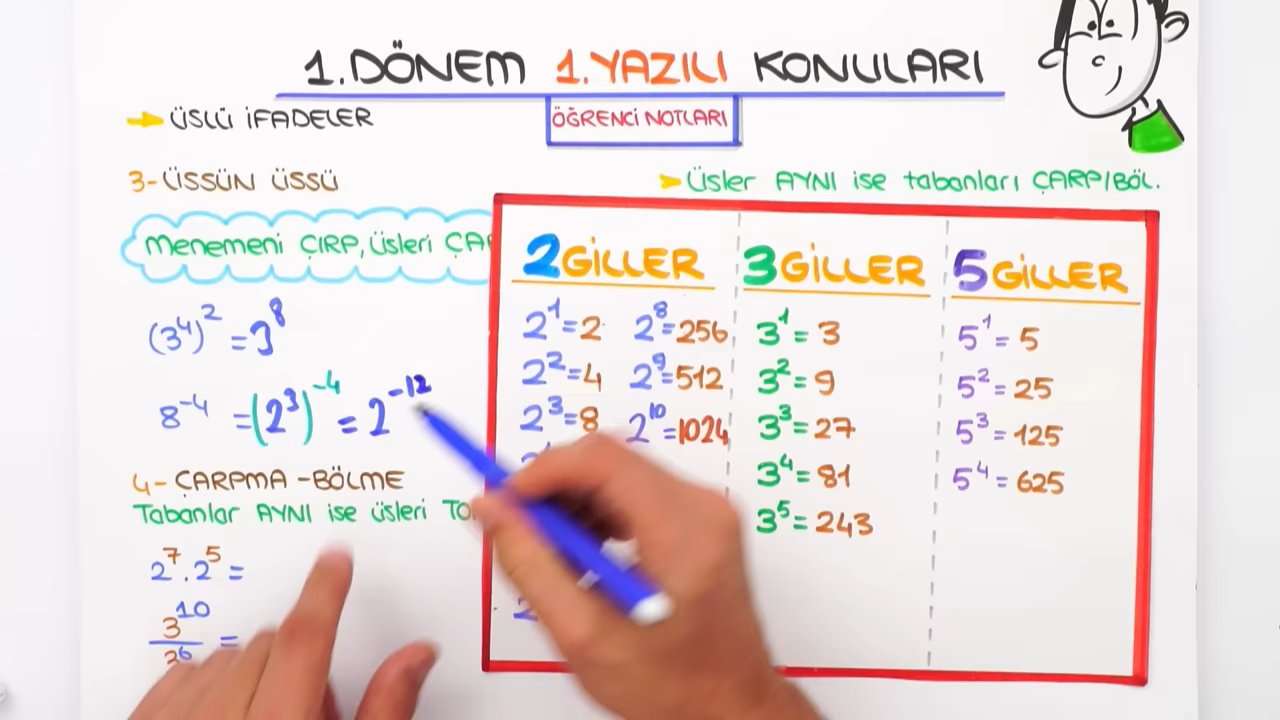 1.DÖNEM 1.YAZILI KONULARI
→ ÜSLÜ İFADELER
ÖĞRENCİ NOTLARI
3-ÜSSÜN ÜSSÜ
Menemeni ÇIRP, üsleri
(3⁴)² = 3⁸
8⁻⁴ = (2³)⁻⁴ = 2⁻¹²
4- ÇARPMA -BÖLME
Tabanlar AYNI ise üsleri
2⁷.2⁵ =
3¹⁰/3⁶ =
Üsler AYNI ise tabanları ÇARP/BÖL.
2GİLLER
2¹=2
2²=4
2³=8
2⁸=256
2⁹=512
2¹⁰=1024
3GİLLER
3¹= 3
3²= 9
3³= 27
3⁴= 81
3⁵= 243
5GİLLER
5¹= 5
5²= 25
5³= 125
5⁴= 625